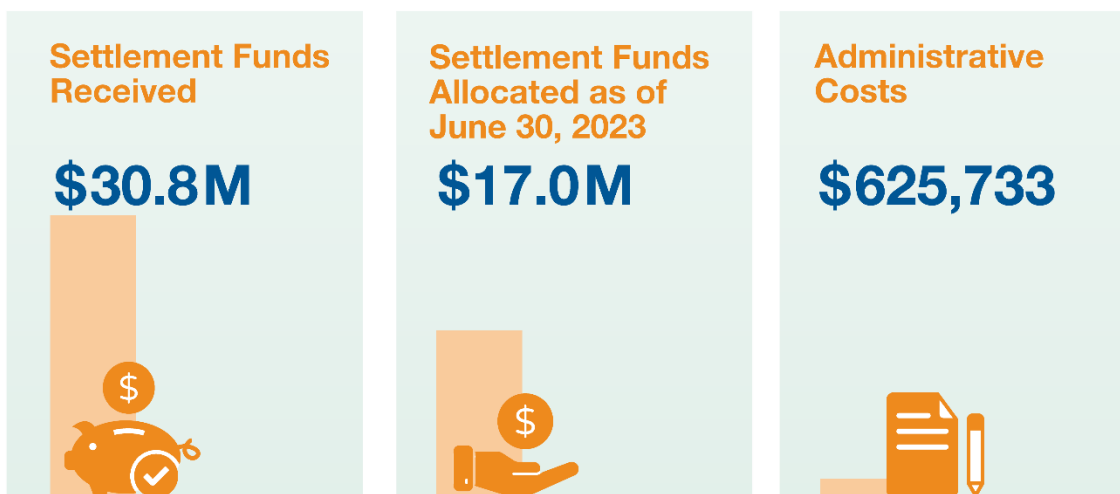 Settlement Funds
Received
$30.8M
$
Settlement Funds
Allocated as of
June 30, 2023
$17.0M
$
Administrative
Costs
$625,733